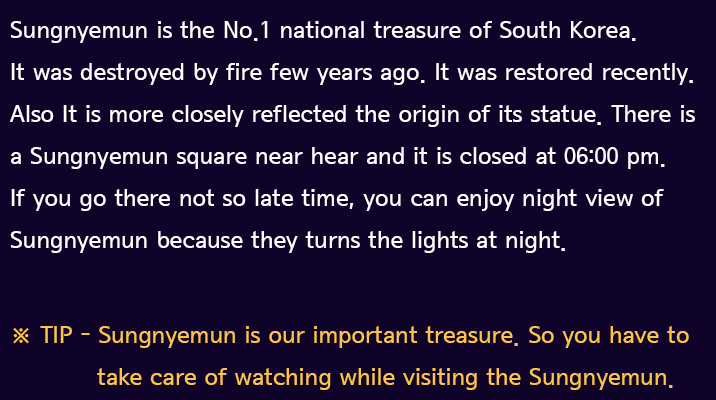 Sungnyemun is the No.1 national treasure of South Korea.
It was destroyed by fire few years ago. It was restored recently.
Also It is more closely reflected the origin of its statue. There is
a Sungnyemun square near hear and it is closed at 06:00 pm.
If you go there not so late time, you can enjoy night view of
Sungnyemun because they turns the lights at night.
※ TIP - Sungnyemun is our important treasure. So you have to
take care of watching while visiting the Sungnyemun.